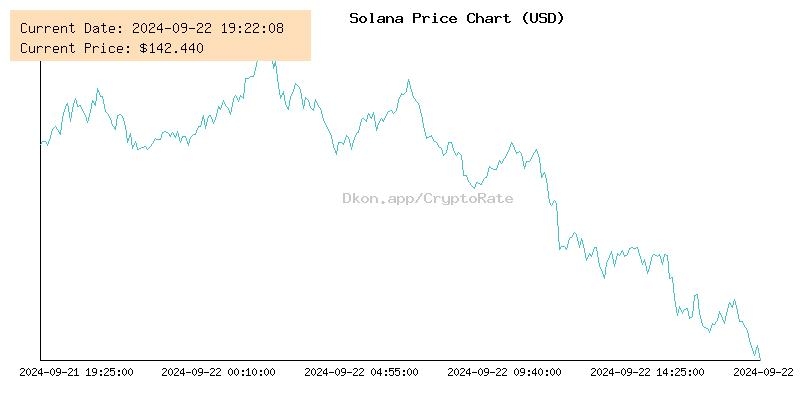 Solana Price Chart (USD)
Current Date: 2024-09-22 19:22:08
Current Price: $142.440
Dkon.app/CryptoRate
2024-09-21 19:25:00 2024-09-22 00:10:00 2024-09-22 04:55:00 2024-09-22 09:40:00 2024-09-22 14:25:00 2024-09-22